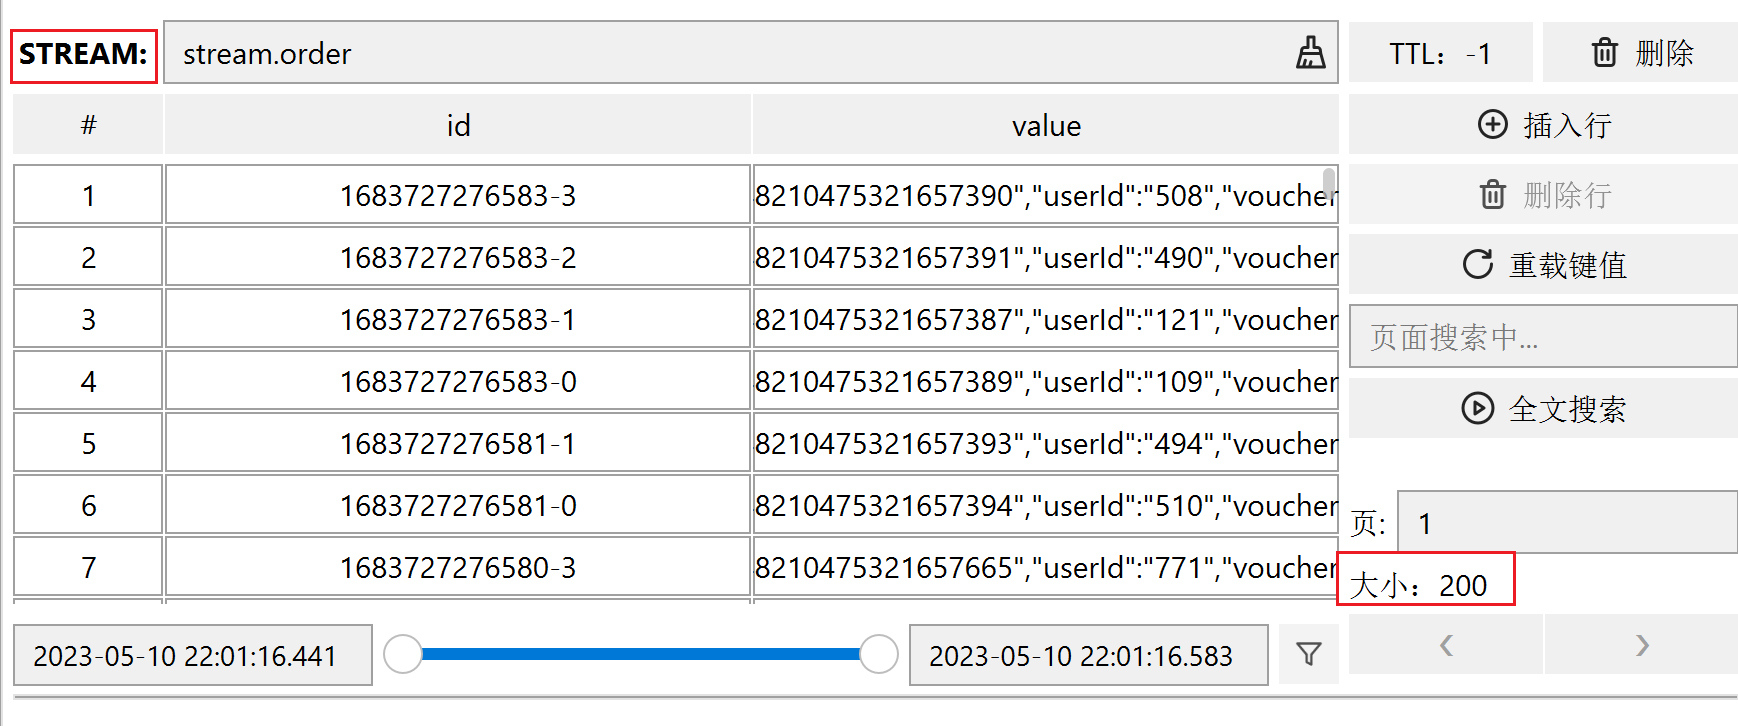 STREAM: stream.order TTL：-1 删除
# id value 插入行
1 1683727276583-3 8210475321657390","userId":"508","voucher 删除行
2 1683727276583-2 8210475321657391","userId":"490","voucher 重载键值
3 1683727276583-1 8210475321657387","userId":"121","voucher 页面搜索中...
4 1683727276583-0 8210475321657389","userId":"109","voucher 全文搜索
5 1683727276581-1 8210475321657393","userId":"494","voucher
6 1683727276581-0 8210475321657394","userId":"510","voucher 页: 1
7 1683727276580-3 8210475321657665","userId":"771","voucher 大小：200
2023-05-10 22:01:16.441 2023-05-10 22:01:16.583